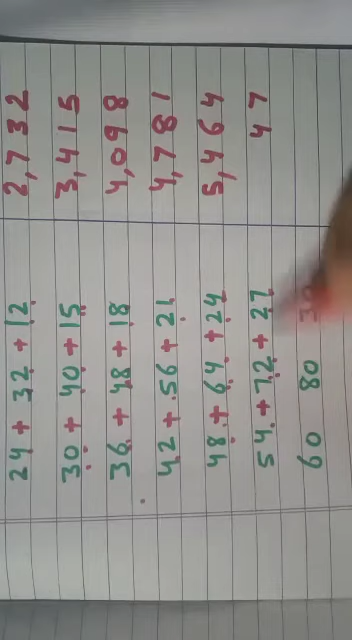 24 + 32 + 12 2,732
30 + 40 + 15 3,415
36 + 48 + 18 4,098
42 + 56 + 21 4,781
48 + 64 + 24 5,464
54 + 72 + 27 47
60 80 30